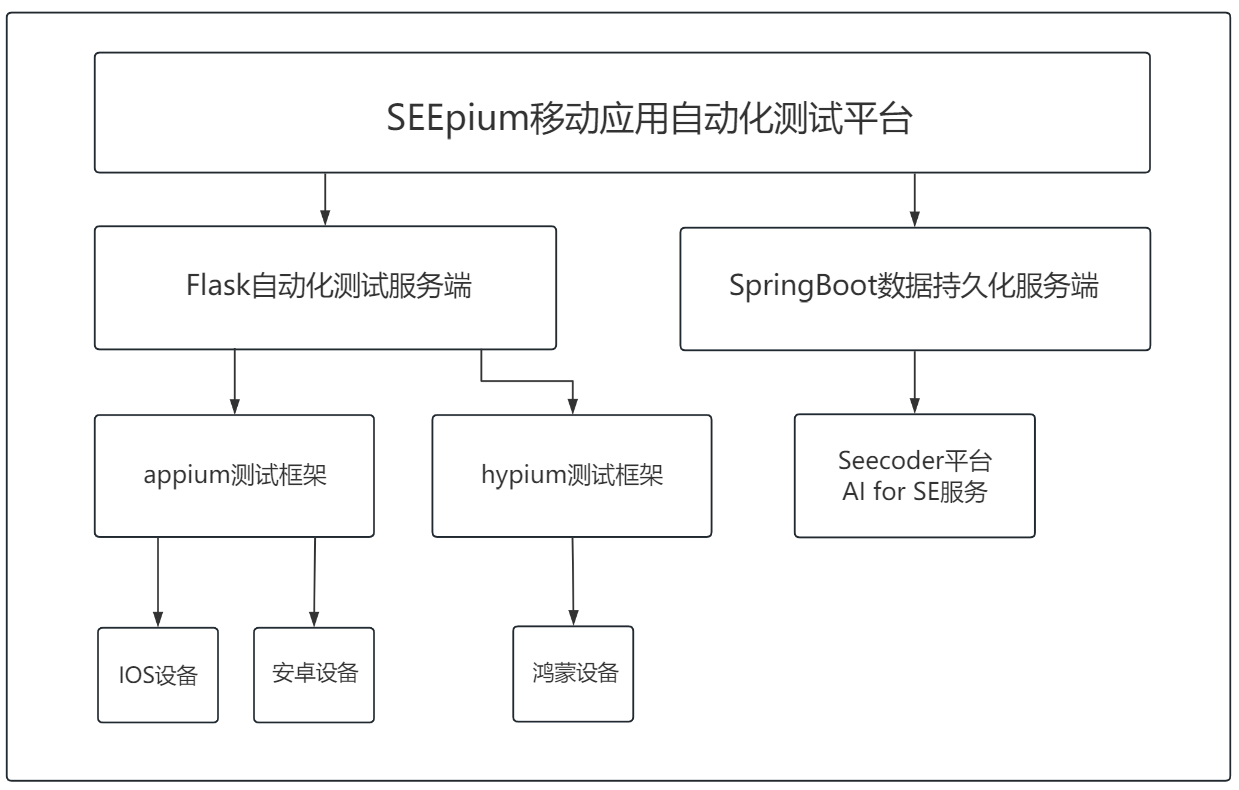 SEEpium移动应用自动化测试平台
Flask自动化测试服务端
SpringBoot数据持久化服务端
appium测试框架
hypium测试框架
Seecoder平台
AI for SE服务
IOS设备
安卓设备
鸿蒙设备